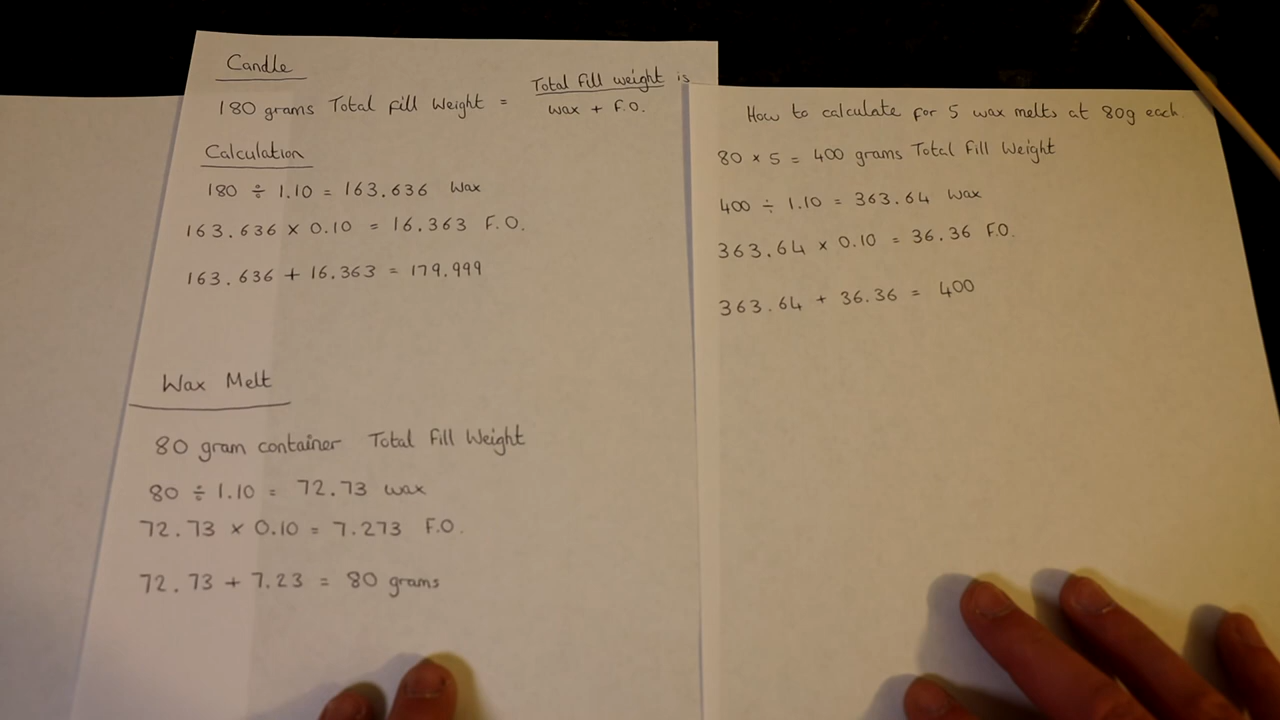 Candle
180 grams Total Fill Weight = Total Fill weight is
wax + F.O.
Calculation
180 ÷ 1.10 = 163.636 Wax
163.636 x 0.10 = 16.363 F.O.
163.636 + 16.363 = 179.999
Wax Melt
80 gram container Total Fill Weight
80 ÷ 1.10 = 72.73 wax
72.73 x 0.10 = 7.273 F.O.
72.73 + 7.23 = 80 grams
How to calculate for 5 wax melts at 80g each.
80 x 5 = 400 grams Total Fill Weight
400 ÷ 1.10 = 363.64 Wax
363.64 x 0.10 = 36.36 F.O.
363.64 + 36.36 = 400